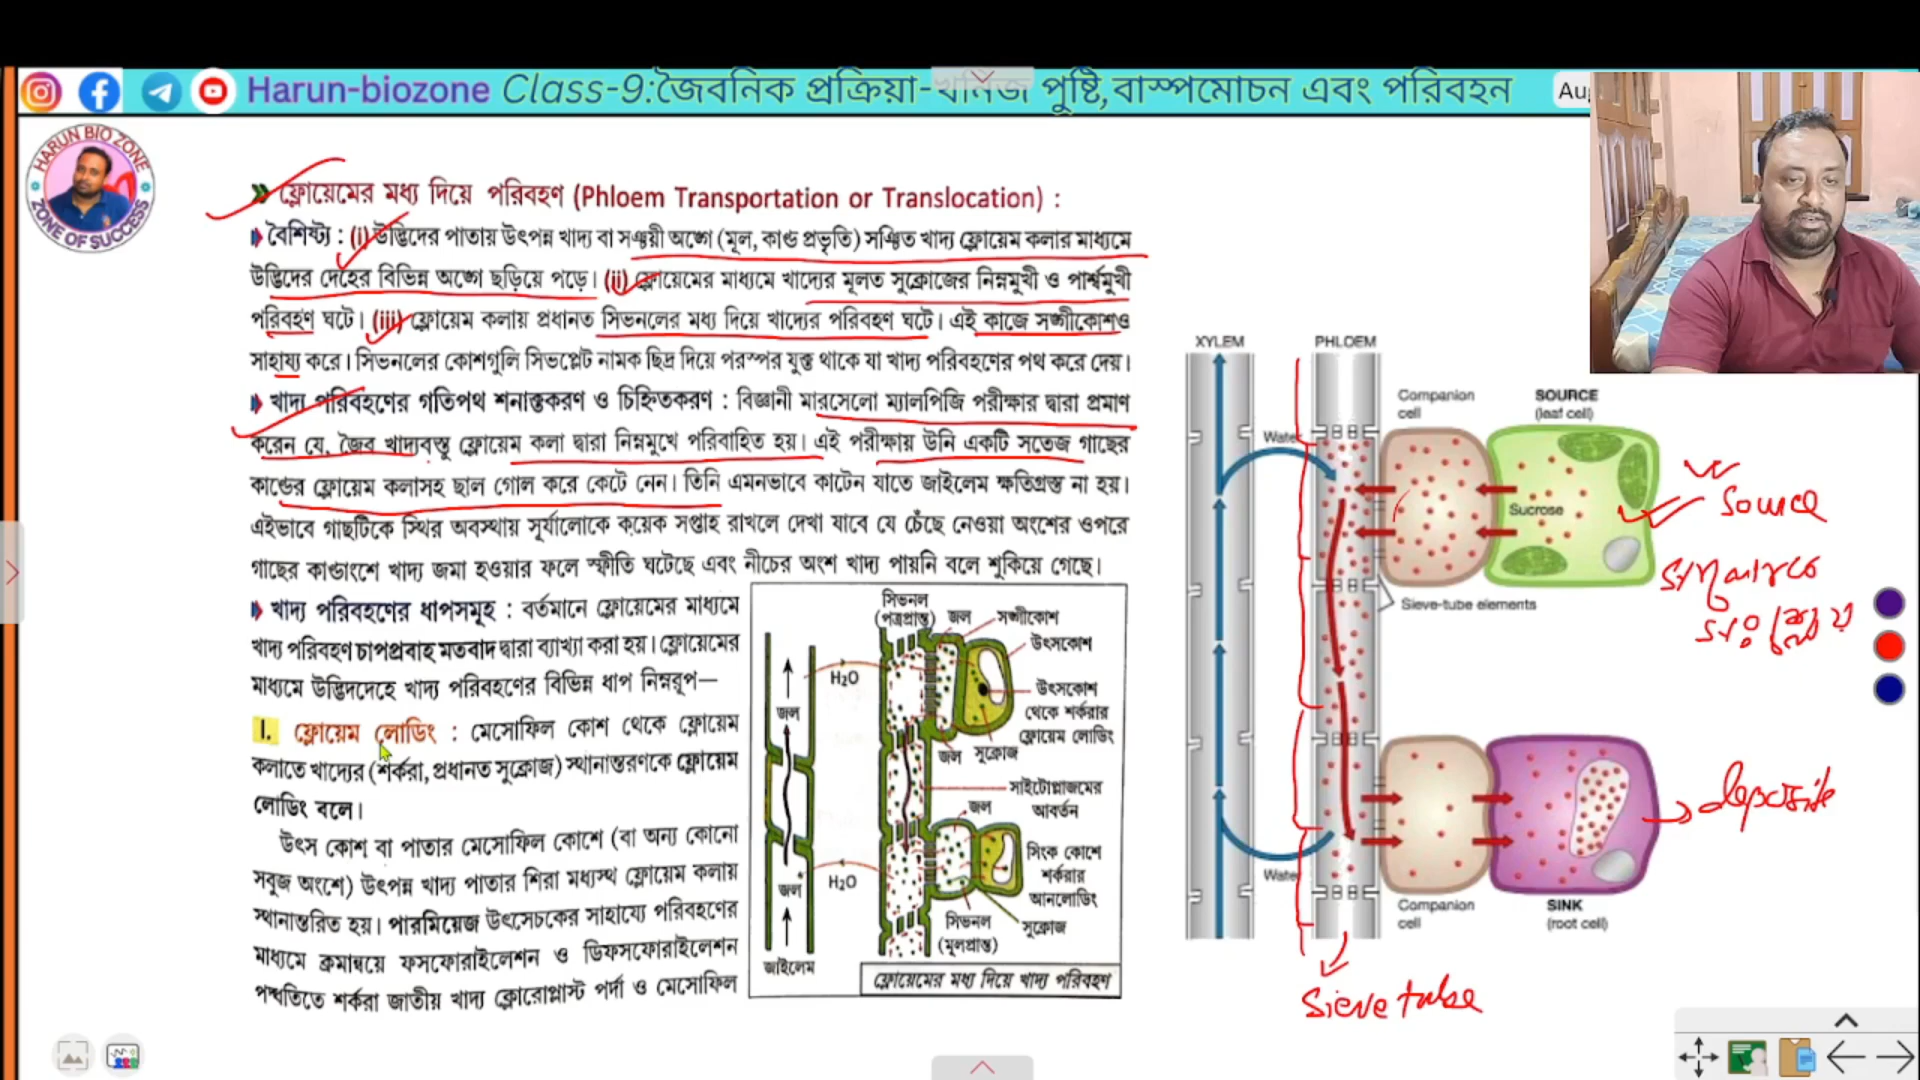 Harun-biozone Class-9:জৈবনিক প্রক্রিয়া-খনিজ পুষ্টি,বাস্পমোচন এবং পরিবহন
HARUN BIO ZONE
ZONE OF SUCCESS
ফ্লোয়েমের মধ্য দিয়ে পরিবহণ (Phloem Transportation or Translocation) :
বৈশিষ্ট্য : (i) উদ্ভিদের পাতায় উৎপন্ন খাদ্য বা সঞ্চয়ী অঙ্গে (মূল, কাণ্ড প্রভৃতি) সঞ্চিত খাদ্য ফ্লোয়েম কলার মাধ্যমে
উদ্ভিদের দেহের বিভিন্ন অঙ্গে ছড়িয়ে পড়ে। (ii) ফ্লোয়েমের মাধ্যমে খাদ্যের মূলত সুক্রোজের নিম্নমুখী ও পার্শ্বমুখী
পরিবহণ ঘটে। (iii) ফ্লোয়েম কলায় প্রধানত সিভনলের মধ্য দিয়ে খাদ্যের পরিবহণ ঘটে। এই কাজে সঙ্গীকোশও
সাহায্য করে। সিভনলের কোশগুলি সিভপ্লেট নামক ছিদ্র দিয়ে পরস্পর যুক্ত থাকে যা খাদ্য পরিবহণের পথ করে দেয়।
খাদ্য পরিবহণের গতিপথ শনাক্তকরণ ও চিহ্নিতকরণ : বিজ্ঞানী মারসেলো ম্যালপিজি পরীক্ষার দ্বারা প্রমাণ
করেন যে, জৈব খাদ্যবস্তু ফ্লোয়েম কলা দ্বারা নিম্নমুখে পরিবাহিত হয়। এই পরীক্ষায় উনি একটি সতেজ গাছের
কাণ্ডের ফ্লোয়েম কলাসহ ছাল গোল করে কেটে নেন। তিনি এমনভাবে কাটেন যাতে জাইলেম ক্ষতিগ্রস্ত না হয়।
এইভাবে গাছটিকে স্থির অবস্থায় সূর্যালোকে কয়েক সপ্তাহ রাখলে দেখা যাবে যে চেঁছে নেওয়া অংশের ওপরে
গাছের কাণ্ডাংশে খাদ্য জমা হওয়ার ফলে স্ফীতি ঘটেছে এবং নীচের অংশ খাদ্য পায়নি বলে শুকিয়ে গেছে।
খাদ্য পরিবহণের ধাপসমূহ : বর্তমানে ফ্লোয়েমের মাধ্যমে
খাদ্য পরিবহণ চাপপ্রবাহ মতবাদ দ্বারা ব্যাখ্যা করা হয়। ফ্লোয়েমের
মাধ্যমে উদ্ভিদদেহে খাদ্য পরিবহণের বিভিন্ন ধাপ নিম্নরূপ—
I. ফ্লোয়েম লোডিং : মেসোফিল কোশ থেকে ফ্লোয়েম
কলাতে খাদ্যের (শর্করা, প্রধানত সুক্রোজ) স্থানান্তরণকে ফ্লোয়েম
লোডিং বলে।
উৎস কোশ বা পাতার মেসোফিল কোশে (বা অন্য কোনো
সবুজ অংশে) উৎপন্ন খাদ্য পাতার শিরা মধ্যস্থ ফ্লোয়েম কলায়
স্থানান্তরিত হয়। পারমিয়েজ উৎসেচকের সাহায্যে পরিবহণের
মাধ্যমে ক্রমান্বয়ে ফসফোরাইলেশন ও ডিফসফোরাইলেশন
পদ্ধতিতে শর্করা জাতীয় খাদ্য ক্লোরোপ্লাস্ট পর্দা ও মেসোফিল
সিভনল
(পত্রপ্রান্ত)
জল
সঙ্গীকোশ
উৎসকোশ
H₂O
উৎসকোশ
থেকে শর্করার
ফ্লোয়েম লোডিং
জল
জল
সুক্রোজ
সাইটোপ্লাজমের
আবর্তন
জল
সিংক কোশে
শর্করার
আনলোডিং
H₂O
জল
সিভনল
(মূলপ্রান্ত)
সুক্রোজ
জাইলেম
ফ্লোয়েমের মধ্য দিয়ে খাদ্য পরিবহণ
XYLEM
PHLOEM
Companion
cell
SOURCE
(leaf cell)
Water
Sucrose
Source
Sieve-tube elements
সংশ্লেষ
deposite
Water
Companion
cell
SINK
(root cell)
Sieve tube